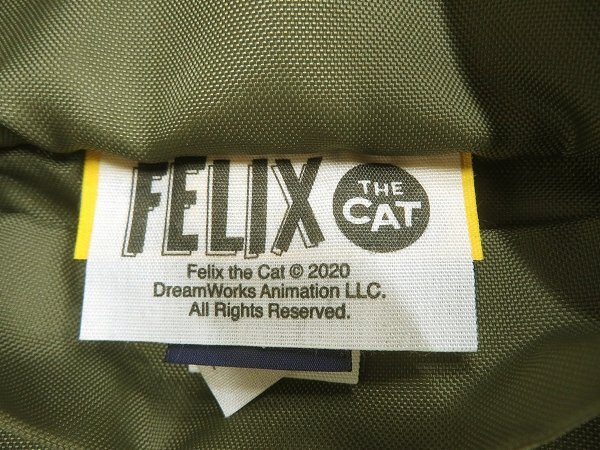 FELIX THE CAT
Felix the Cat © 2020
DreamWorks Animation LLC.
All Rights Reserved.